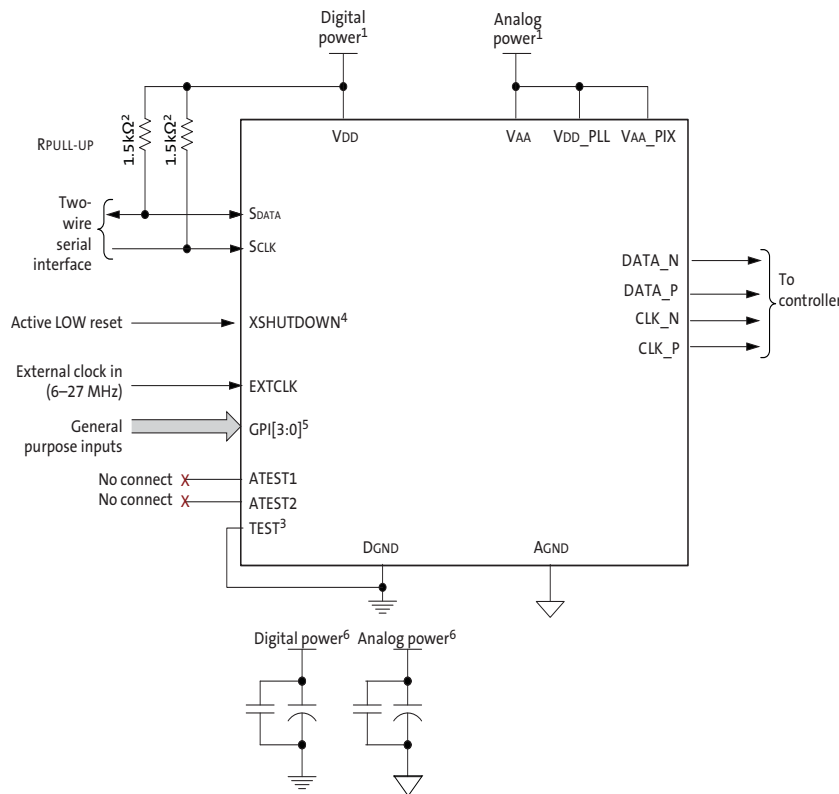 Digital
power1
Analog
power1
RPULL-UP
1.5kΩ2
1.5kΩ2
VDD
VAA
VDD_PLL
VAA_PIX
Two-
wire
serial
interface
SDATA
SCLK
DATA_N
DATA_P
CLK_N
CLK_P
To
controller
Active LOW reset
XSHUTDOWN4
External clock in
(6–27 MHz)
EXTCLK
General
purpose inputs
GPI[3:0]5
No connect X
ATEST1
No connect X
ATEST2
TEST3
DGND
AGND
Digital power6
Analog power6